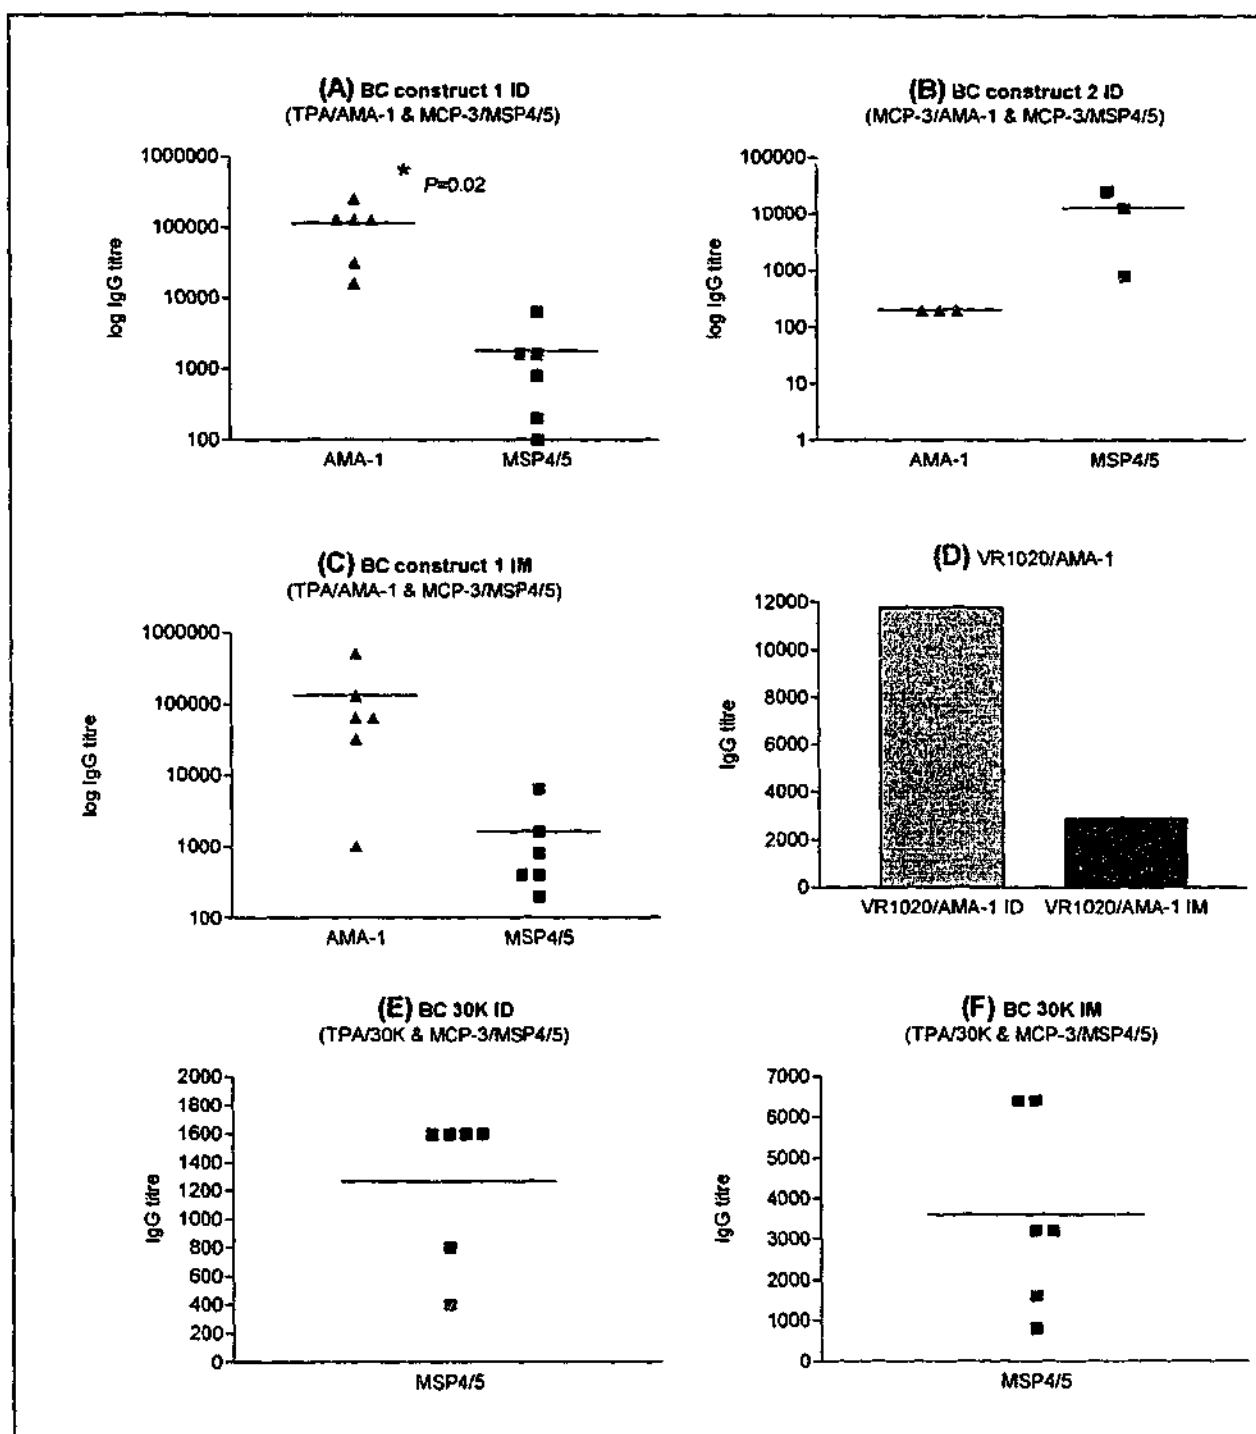 (A) BC construct 1 ID
(TPA/AMA-1 & MCP-3/MSP4/5)
log IgG titre
1000000
100000
10000
1000
100
* P=0.02
AMA-1 MSP4/5
(B) BC construct 2 ID
(MCP-3/AMA-1 & MCP-3/MSP4/5)
log IgG titre
100000
10000
1000
100
10
1
AMA-1 MSP4/5
(C) BC construct 1 IM
(TPA/AMA-1 & MCP-3/MSP4/5)
log IgG titre
1000000
100000
10000
1000
100
AMA-1 MSP4/5
(D) VR1020/AMA-1
IgG titre
12000
10000
8000
6000
4000
2000
0
VR1020/AMA-1 ID VR1020/AMA-1 IM
(E) BC 30K ID
(TPA/30K & MCP-3/MSP4/5)
IgG titre
2000
1800
1600
1400
1200
1000
800
600
400
200
0
MSP4/5
(F) BC 30K IM
(TPA/30K & MCP-3/MSP4/5)
IgG titre
7000
6000
5000
4000
3000
2000
1000
0
MSP4/5